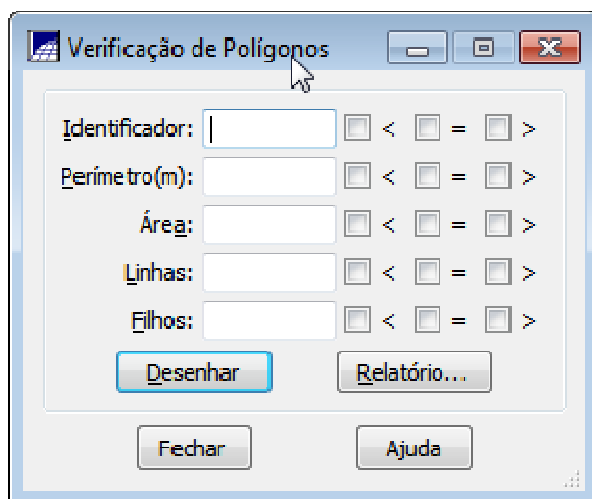 Verificação de Polígonos
Identificador: < = >
Perímetro(m): < = >
Área: < = >
Linhas: < = >
Filhos: < = >
Desenhar Relatório...
Fechar Ajuda